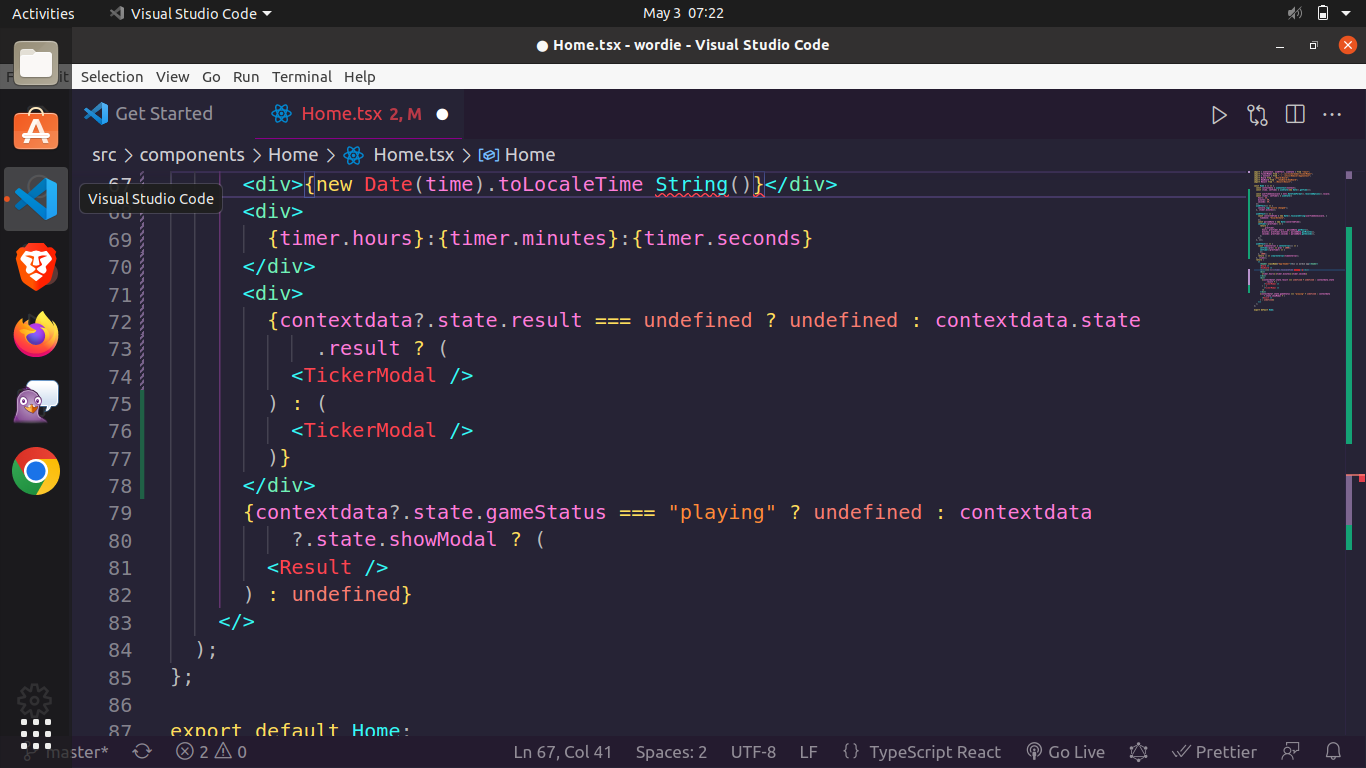 Activities Visual Studio Code May 3 07:22
● Home.tsx - wordie - Visual Studio Code
Selection View Go Run Terminal Help
Get Started Home.tsx 2, M
src > components > Home > Home.tsx > Home
67 <div>{new Date(time).toLocaleTime String()}</div>
Visual Studio Code
68 <div>
69 {timer.hours}:{timer.minutes}:{timer.seconds}
70 </div>
71 <div>
72 {contextdata?.state.result === undefined ? undefined : contextdata.state
73 .result ? (
74 <TickerModal />
75 ) : (
76 <TickerModal />
77 )}
78 </div>
79 {contextdata?.state.gameStatus === "playing" ? undefined : contextdata
80 ?.state.showModal ? (
81 <Result />
82 ) : undefined}
83 </>
84 );
85 };
86
87 export default Home;
master* 2 0 Ln 67, Col 41 Spaces: 2 UTF-8 LF {} TypeScript React Go Live Prettier